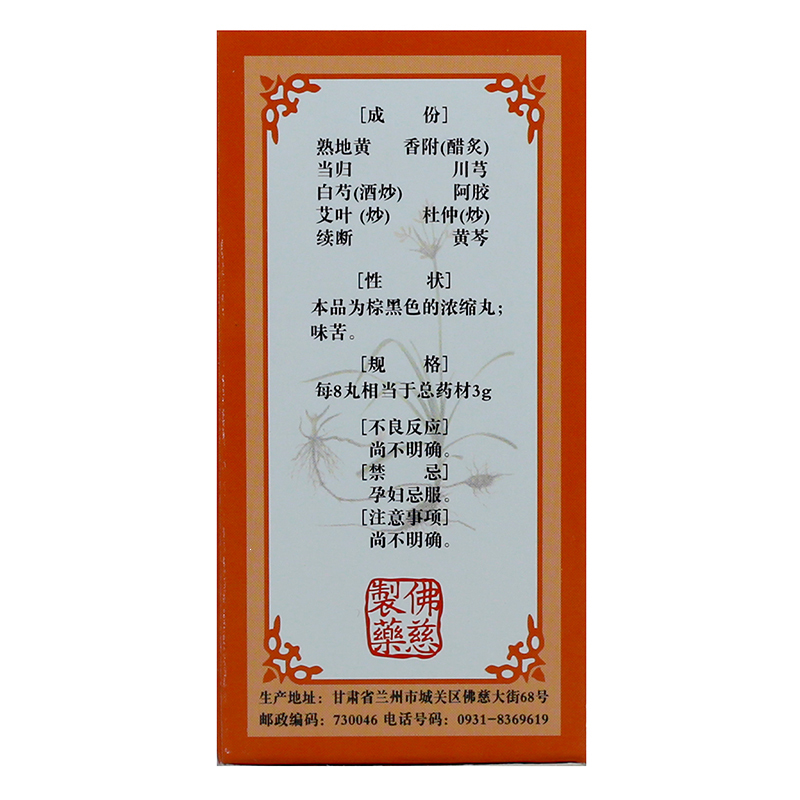 [成 份]
熟地黄 香附(醋炙)
当归 川芎
白芍(酒炒) 阿胶
艾叶 (炒) 杜仲(炒)
续断 黄芩
[性 状]
本品为棕黑色的浓缩丸;
味苦。
[规 格]
每8丸相当于总药材3g
[不良反应]
尚不明确。
[禁 忌]
孕妇忌服。
[注意事项]
尚不明确。
佛慈
製藥
生产地址: 甘肃省兰州市城关区佛慈大街68号
邮政编码: 730046 电话号码: 0931-8369619